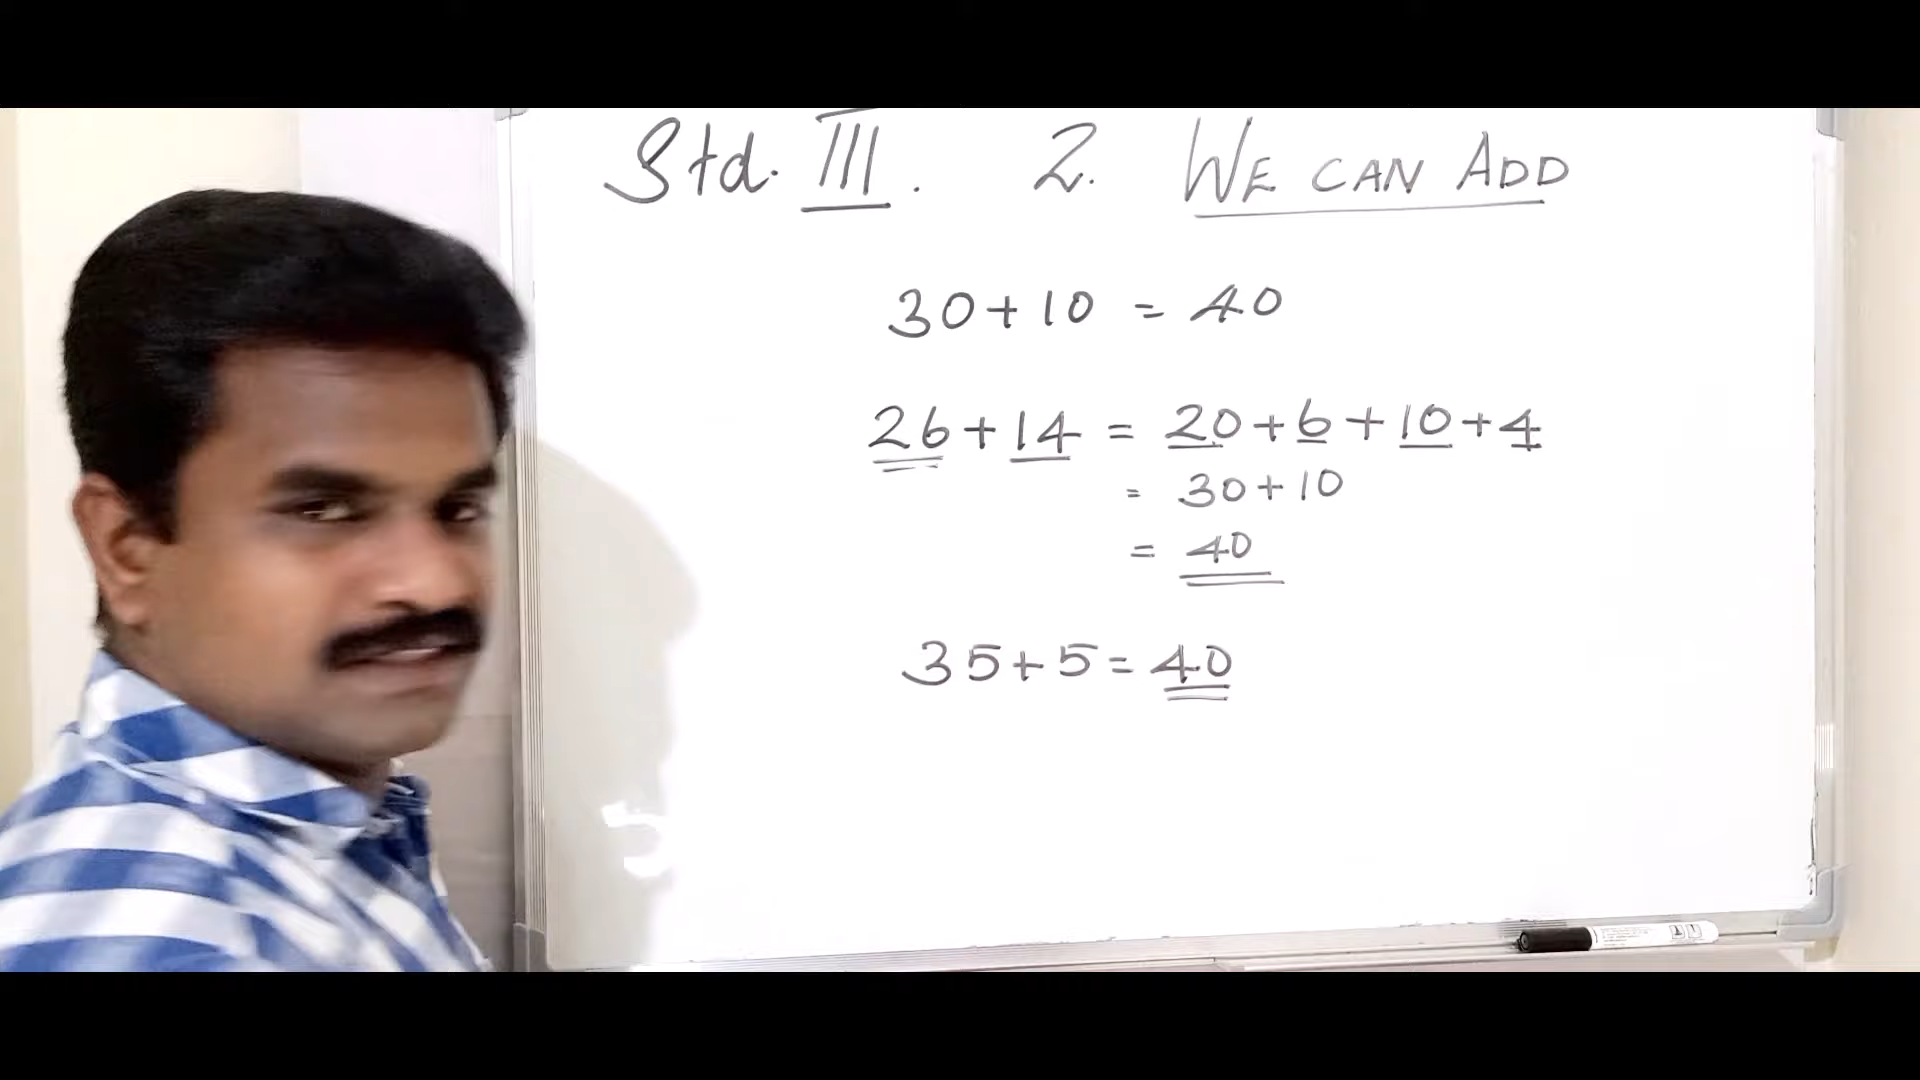 Std. III. 2. WE CAN ADD
30 + 10 = 40
26 + 14 = 20 + 6 + 10 + 4
= 30 + 10
= 40
35 + 5 = 40